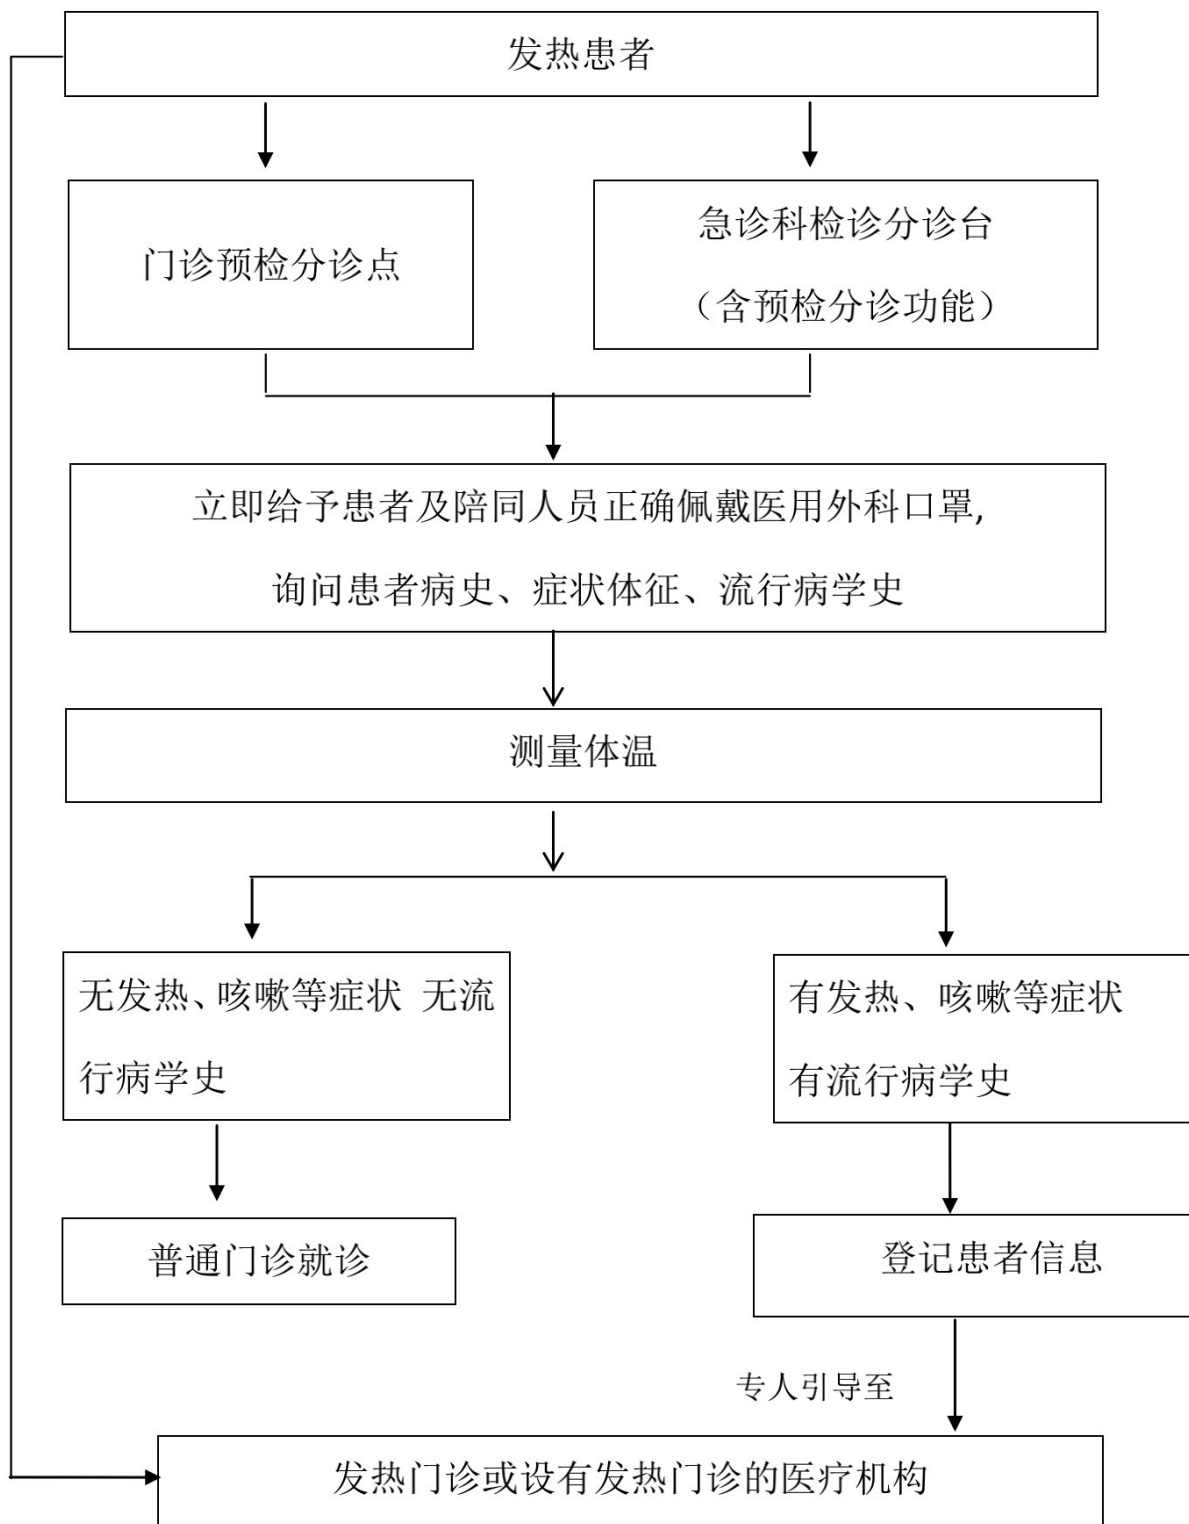 发热患者
门诊预检分诊点
急诊科检诊分诊台
（含预检分诊功能）
立即给予患者及陪同人员正确佩戴医用外科口罩,
询问患者病史、症状体征、流行病学史
测量体温
无发热、咳嗽等症状 无流
行病学史
有发热、咳嗽等症状
有流行病学史
普通门诊就诊
登记患者信息
专人引导至
发热门诊或设有发热门诊的医疗机构